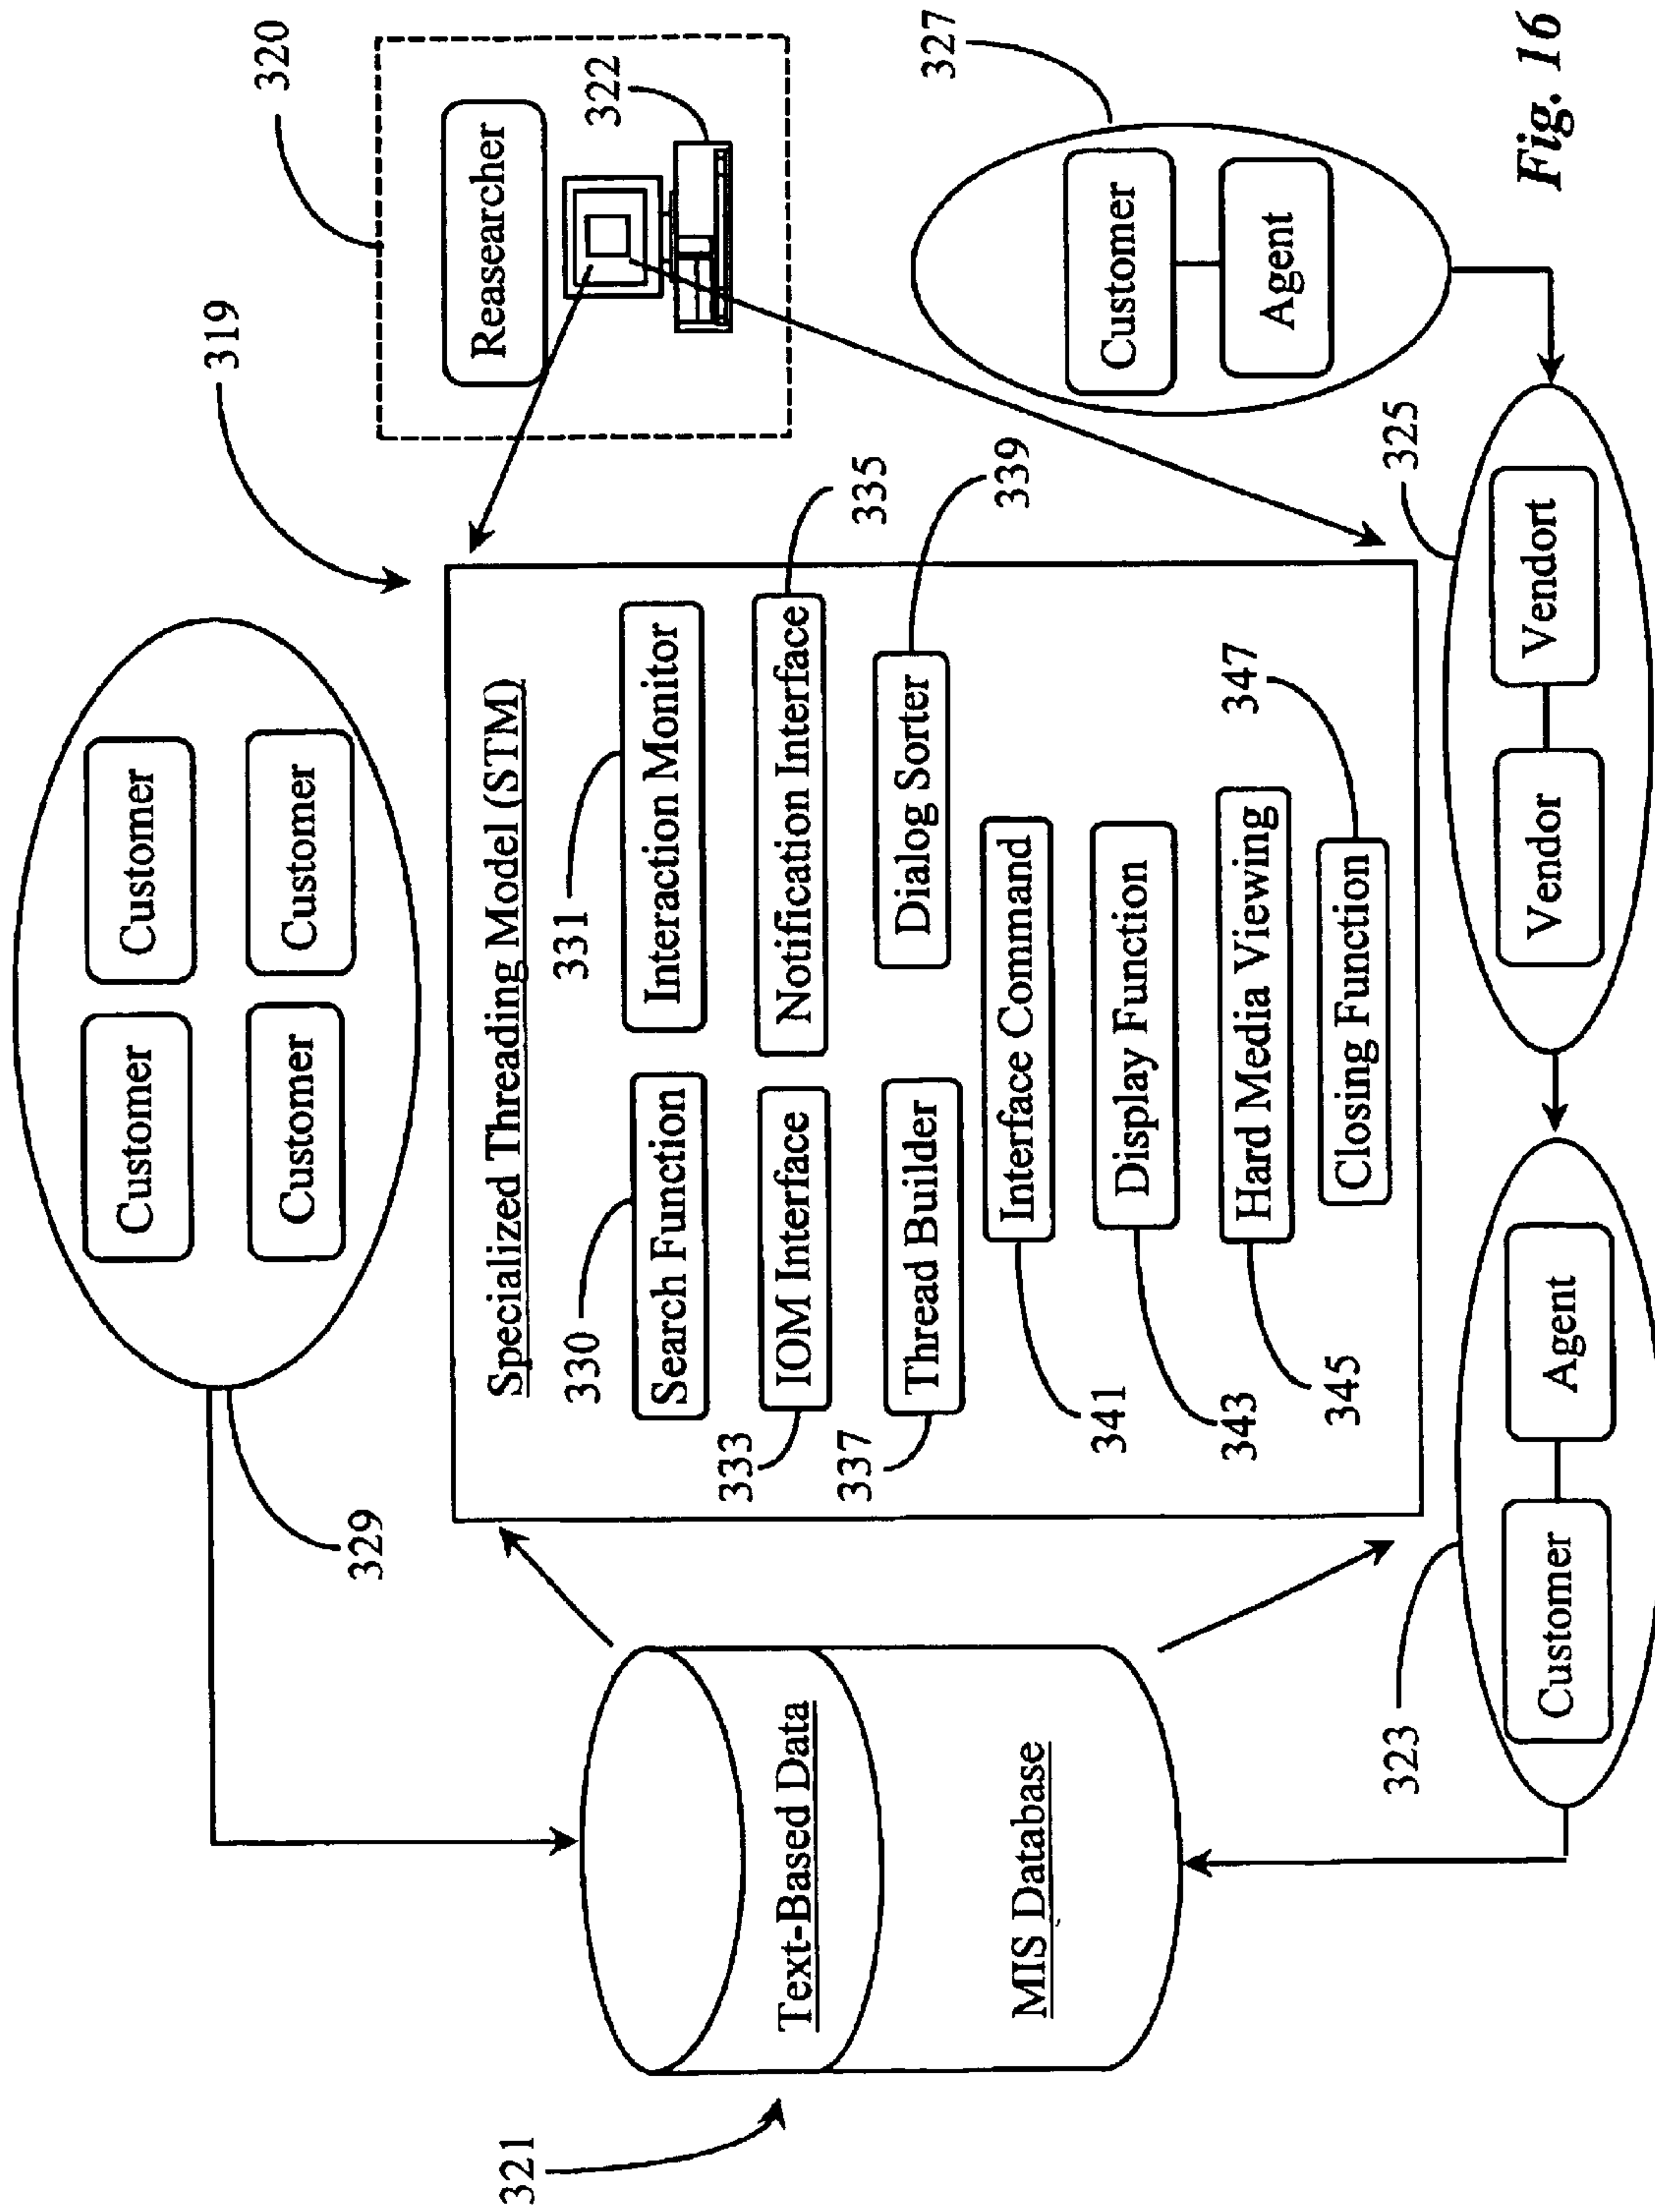 320
Reasearcher
322
319
327
Customer
Agent
Customer
Customer
Customer
Customer
329
Specialized Threading Model (STM)
330
331
Search Function
Interaction Monitor
333
335
IOM Interface
Notification Interface
337
339
Thread Builder
Dialog Sorter
341
Interface Command
343
Display Function
345
Hard Media Viewing
347
Closing Function
321
Text-Based Data
MIS Database
323
Customer
Agent
325
Vendor
Vendort
Fig. 16